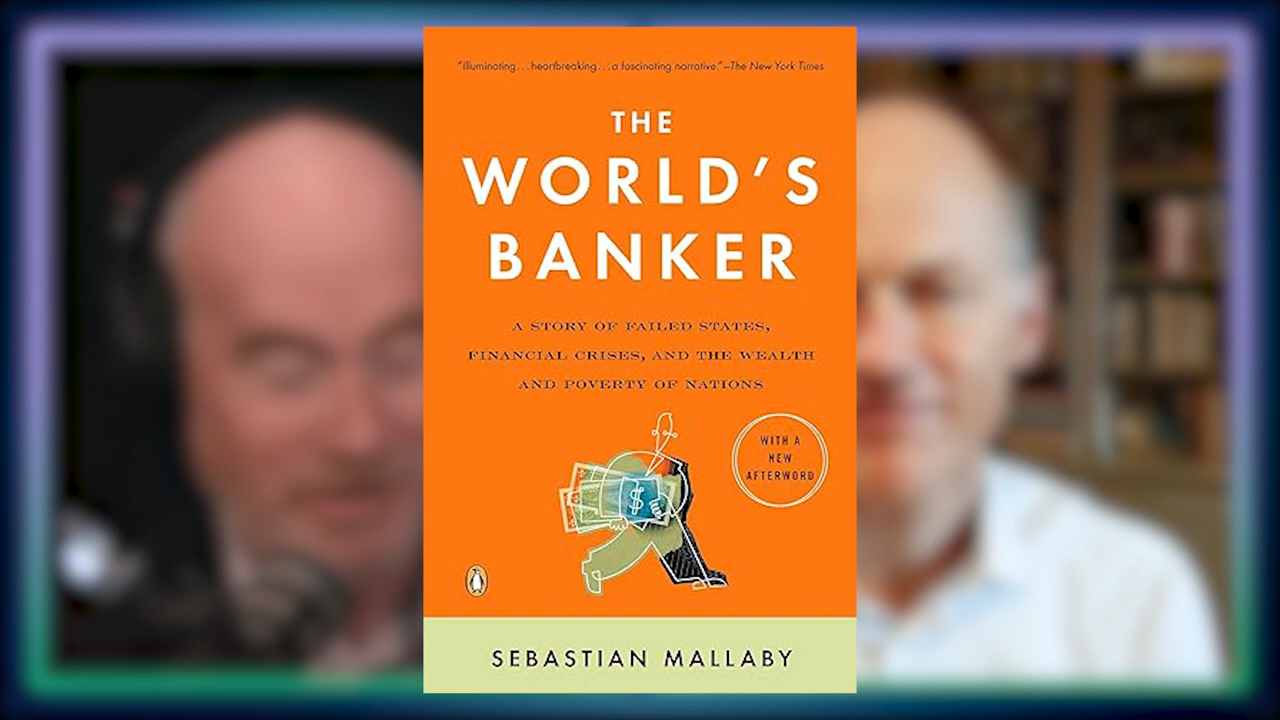 "Illuminating...heartbreaking...a fascinating narrative."—The New York Times
THE
WORLD'S
BANKER
A STORY OF FAILED STATES,
FINANCIAL CRISES, AND THE WEALTH
AND POVERTY OF NATIONS
WITH A
NEW
AFTERWORD
$
SEBASTIAN MALLABY